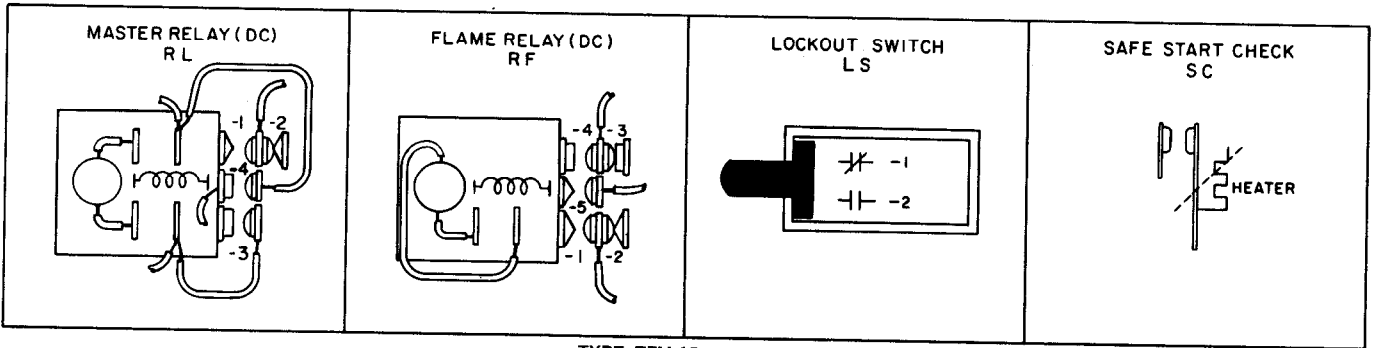 MASTER RELAY (DC)
RL
-1
-2
-4
-3
FLAME RELAY (DC)
RF
-4
-3
-5
-1
-2
LOCKOUT SWITCH
LS
-1
-2
SAFE START CHECK
SC
HEATER